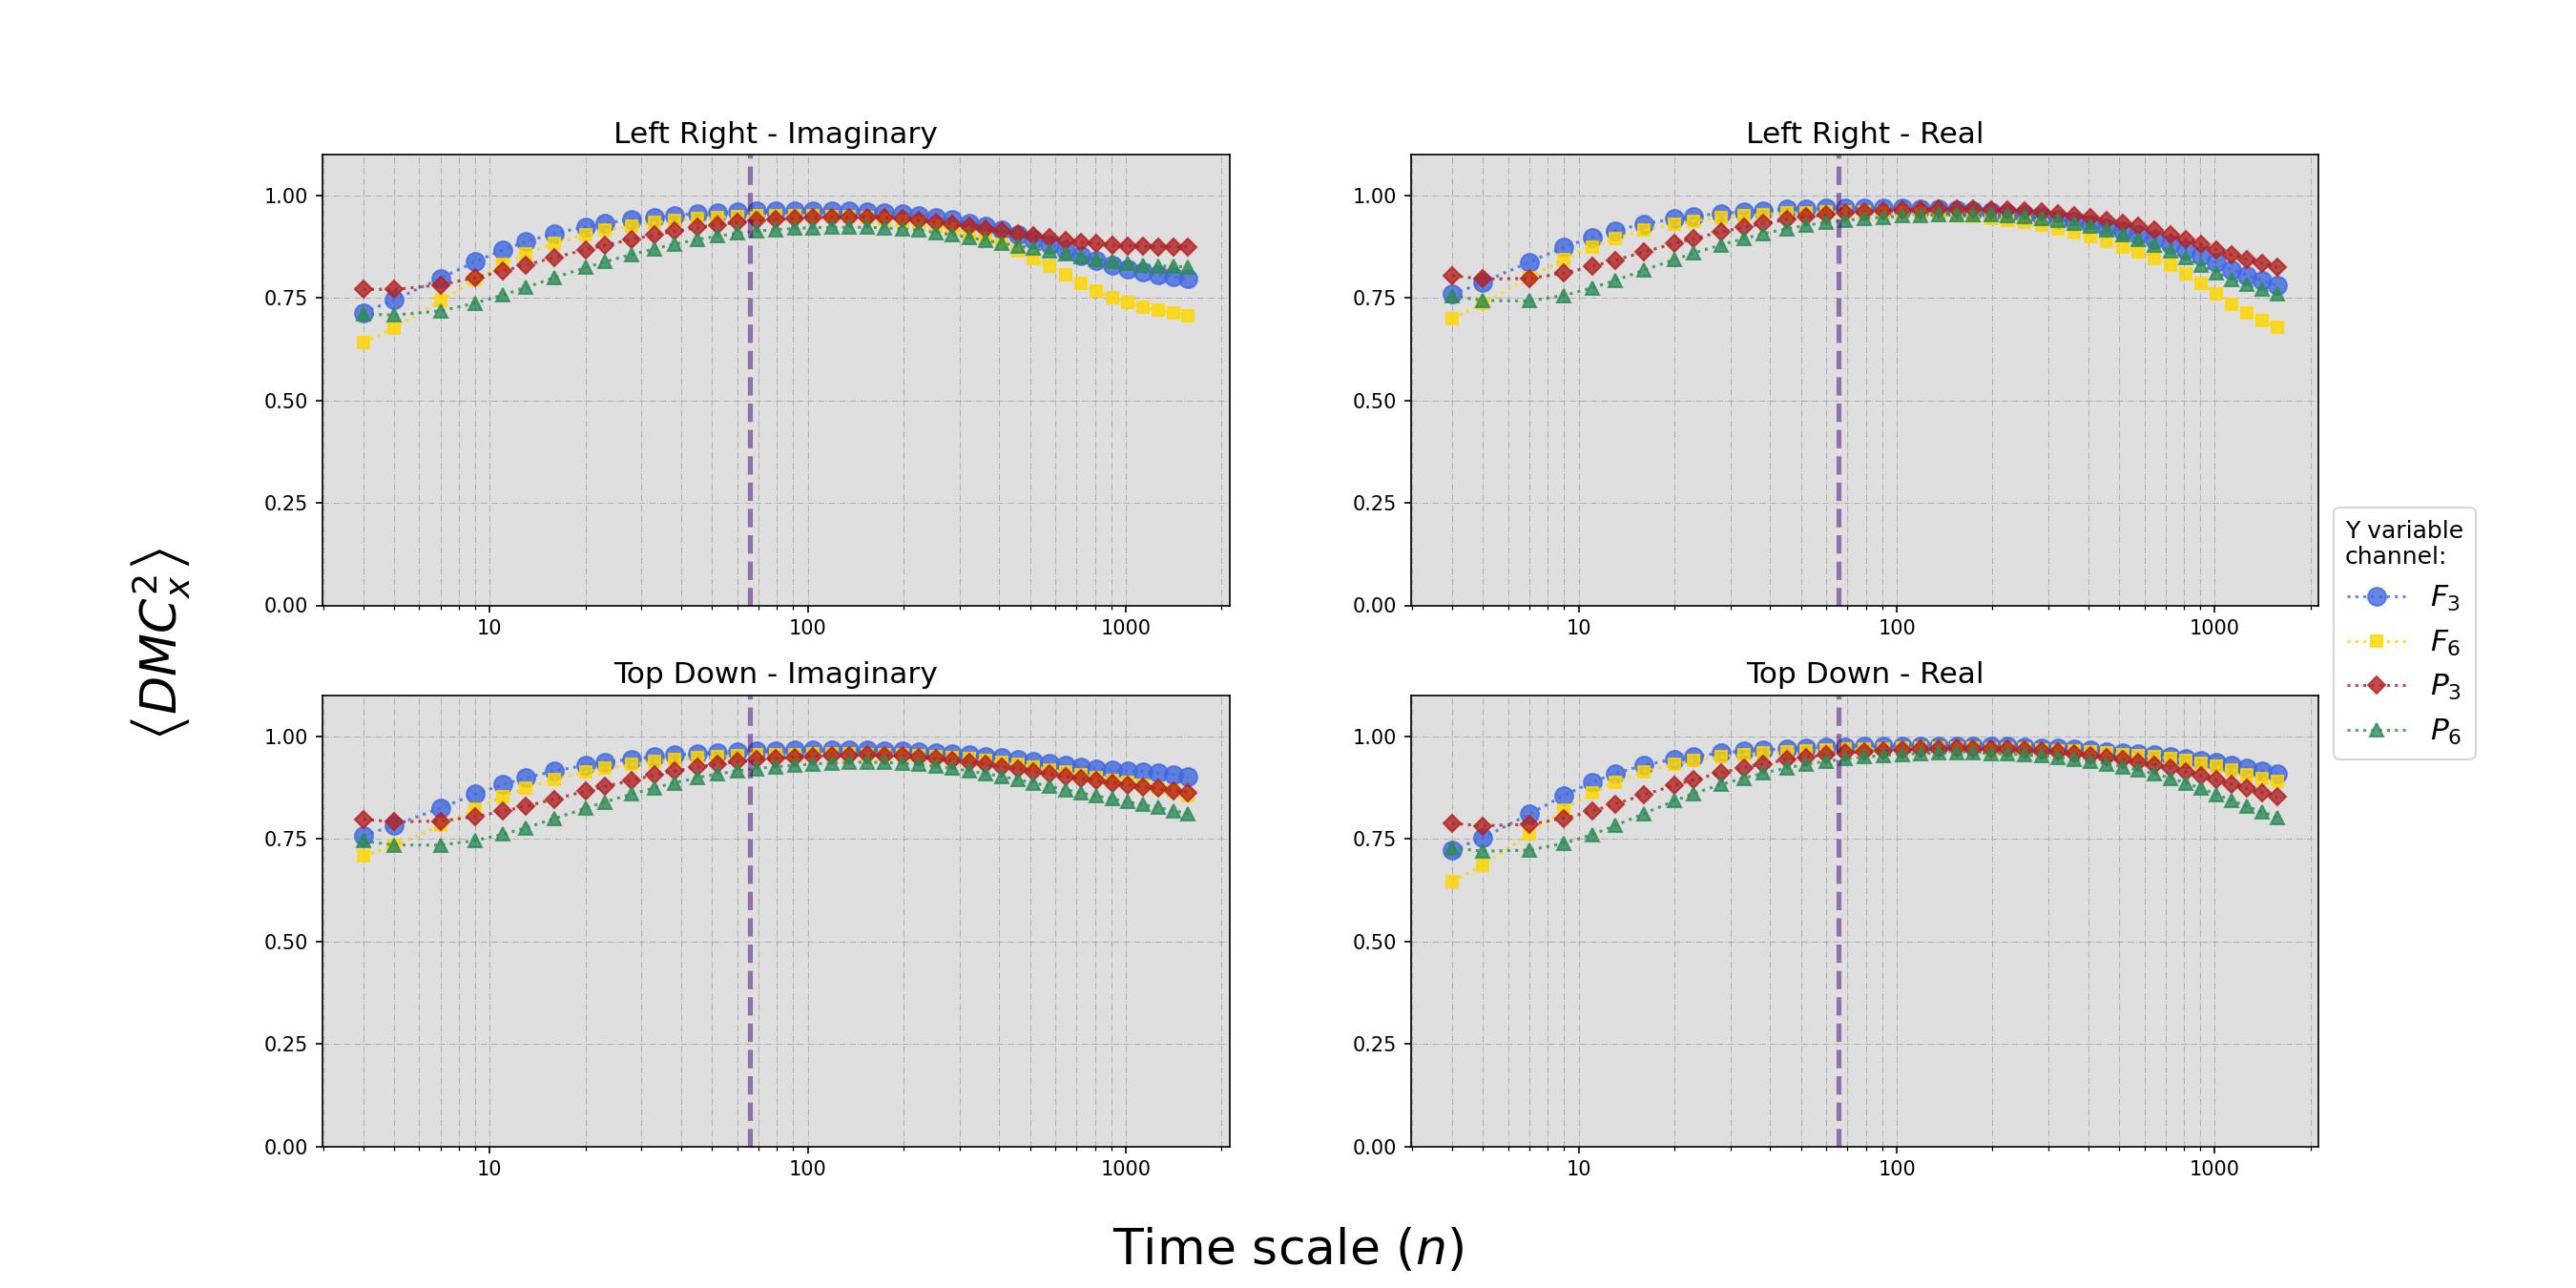 Left Right - Imaginary
1.00
0.75
0.50
0.25
0.00
10 100 1000
Left Right - Real
1.00
0.75
0.50
0.25
0.00
10 100 1000
Top Down - Imaginary
1.00
0.75
0.50
0.25
0.00
10 100 1000
Top Down - Real
1.00
0.75
0.50
0.25
0.00
10 100 1000
⟨DMC²ₓ⟩
Time scale (n)
Y variable
channel:
F₃
F₆
P₃
P₆